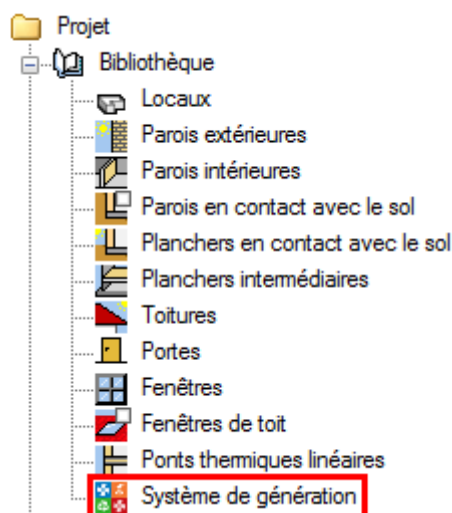 Projet
Bibliothèque
Locaux
Parois extérieures
Parois intérieures
Parois en contact avec le sol
Planchers en contact avec le sol
Planchers intermédiaires
Toitures
Portes
Fenêtres
Fenêtres de toit
Ponts thermiques linéaires
Système de génération